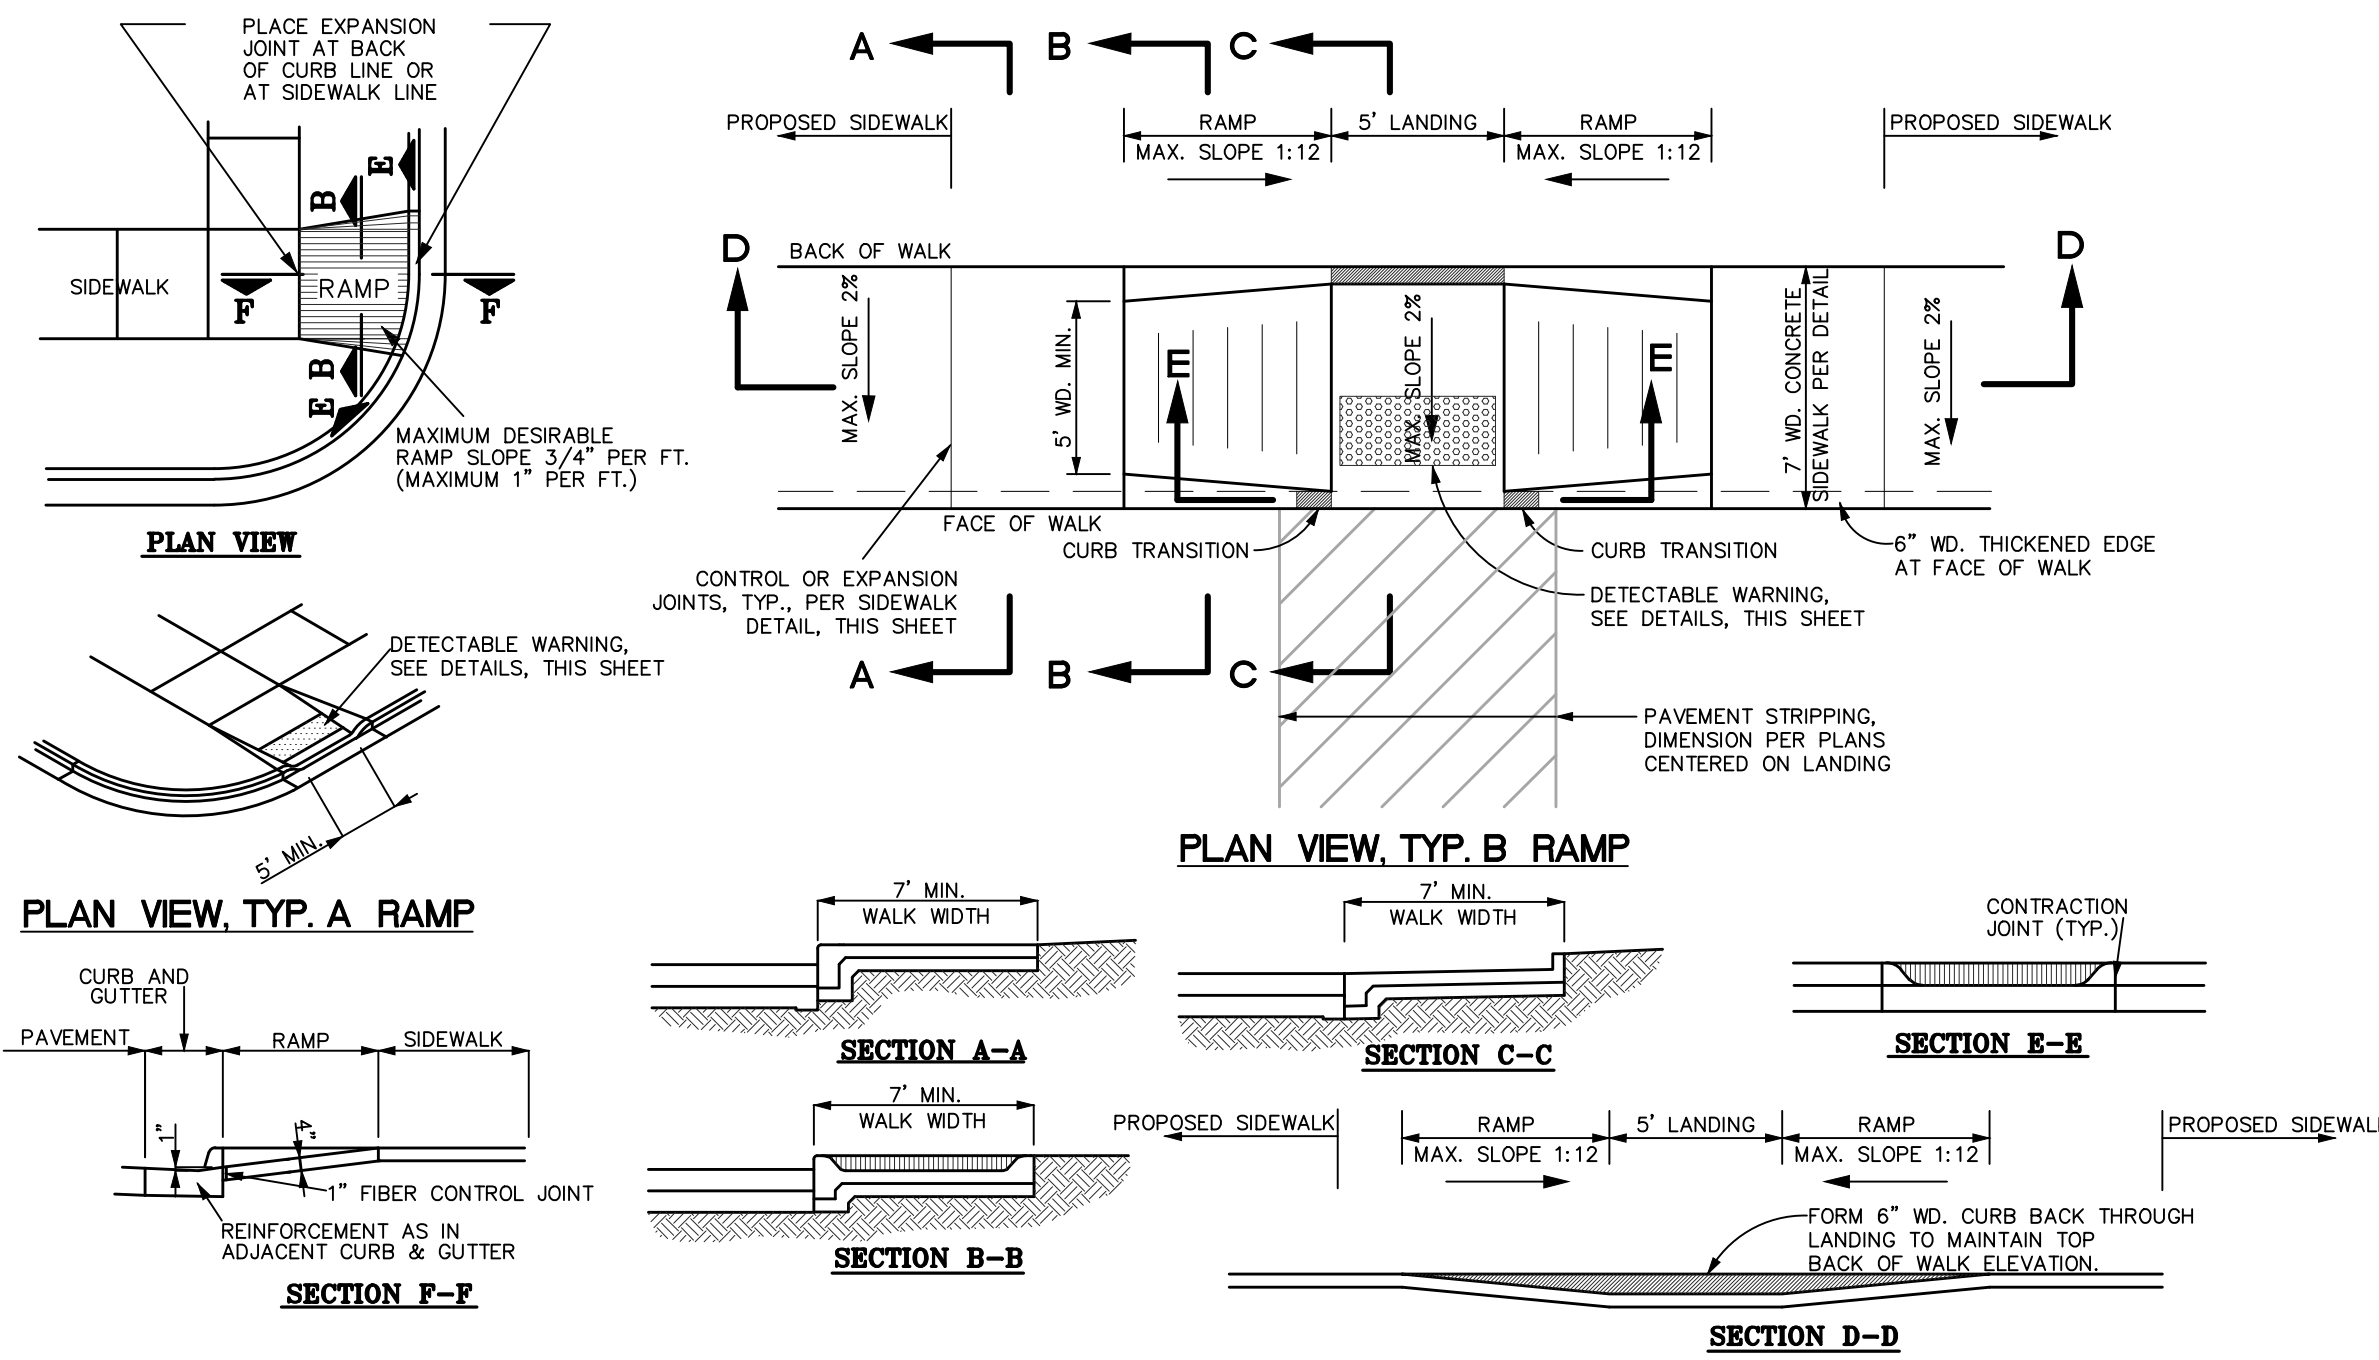 PLACE EXPANSION
JOINT AT BACK
OF CURB LINE OR
AT SIDEWALK LINE
E
B
SIDEWALK
RAMP
F
F
B
E
MAXIMUM DESIRABLE
RAMP SLOPE 3/4" PER FT.
(MAXIMUM 1" PER FT.)
PLAN VIEW
DETECTABLE WARNING,
SEE DETAILS, THIS SHEET
5' MIN.
PLAN VIEW, TYP. A RAMP
CURB AND
GUTTER
PAVEMENT
RAMP
SIDEWALK
1"
4"
1" FIBER CONTROL JOINT
REINFORCEMENT AS IN
ADJACENT CURB & GUTTER
SECTION F-F
A
B
C
PROPOSED SIDEWALK
RAMP
MAX. SLOPE 1:12
5' LANDING
RAMP
MAX. SLOPE 1:12
PROPOSED SIDEWALK
D
BACK OF WALK
D
MAX. SLOPE 2%
5' WD. MIN.
E
MAX. SLOPE 2%
E
7' WD. CONCRETE
SIDEWALK PER DETAIL
MAX. SLOPE 2%
FACE OF WALK
CURB TRANSITION
CURB TRANSITION
6" WD. THICKENED EDGE
AT FACE OF WALK
CONTROL OR EXPANSION
JOINTS, TYP., PER SIDEWALK
DETAIL, THIS SHEET
DETECTABLE WARNING,
SEE DETAILS, THIS SHEET
A
B
C
PAVEMENT STRIPPING,
DIMENSION PER PLANS
CENTERED ON LANDING
PLAN VIEW, TYP. B RAMP
7' MIN.
WALK WIDTH
SECTION A-A
7' MIN.
WALK WIDTH
SECTION C-C
CONTRACTION
JOINT (TYP.)
SECTION E-E
7' MIN.
WALK WIDTH
SECTION B-B
PROPOSED SIDEWALK
RAMP
MAX. SLOPE 1:12
5' LANDING
RAMP
MAX. SLOPE 1:12
PROPOSED SIDEWAL
FORM 6" WD. CURB BACK THROUGH
LANDING TO MAINTAIN TOP
BACK OF WALK ELEVATION.
SECTION D-D